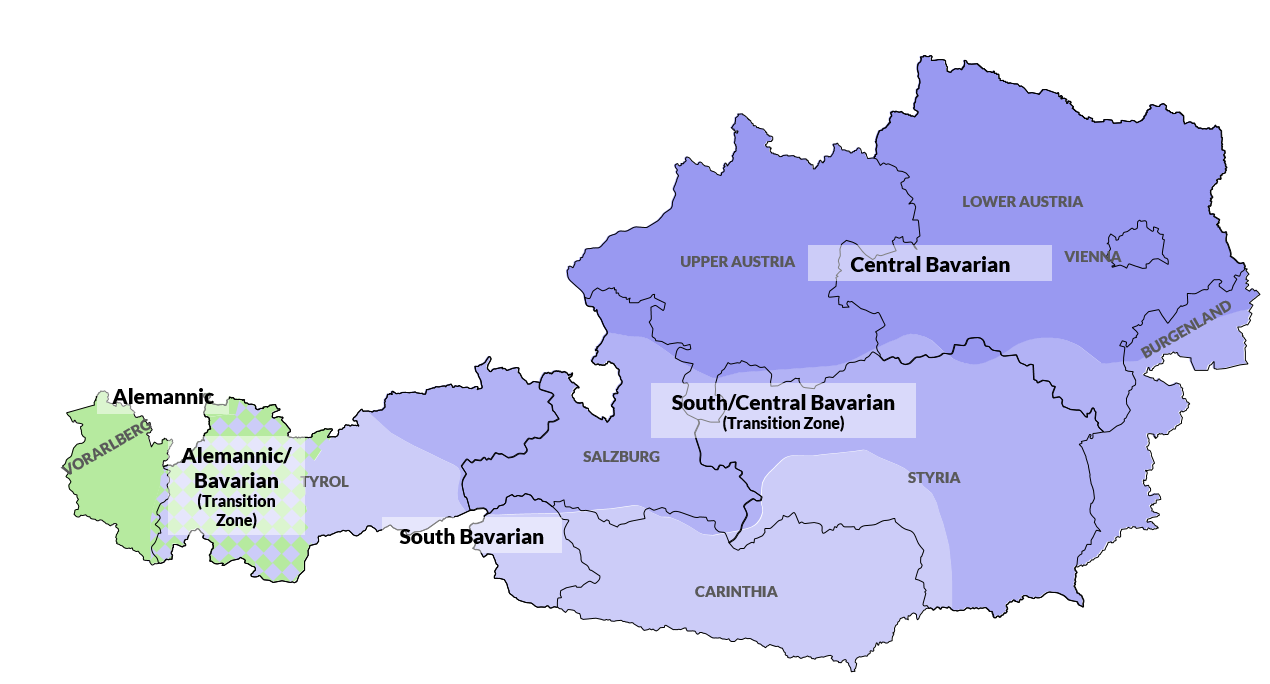 LOWER AUSTRIA
UPPER AUSTRIA
Central Bavarian
VIENNA
BURGENLAND
Alemannic
VORARLBERG
South/Central Bavarian
(Transition Zone)
Alemannic/
Bavarian
(Transition
Zone)
TYROL
SALZBURG
STYRIA
South Bavarian
CARINTHIA